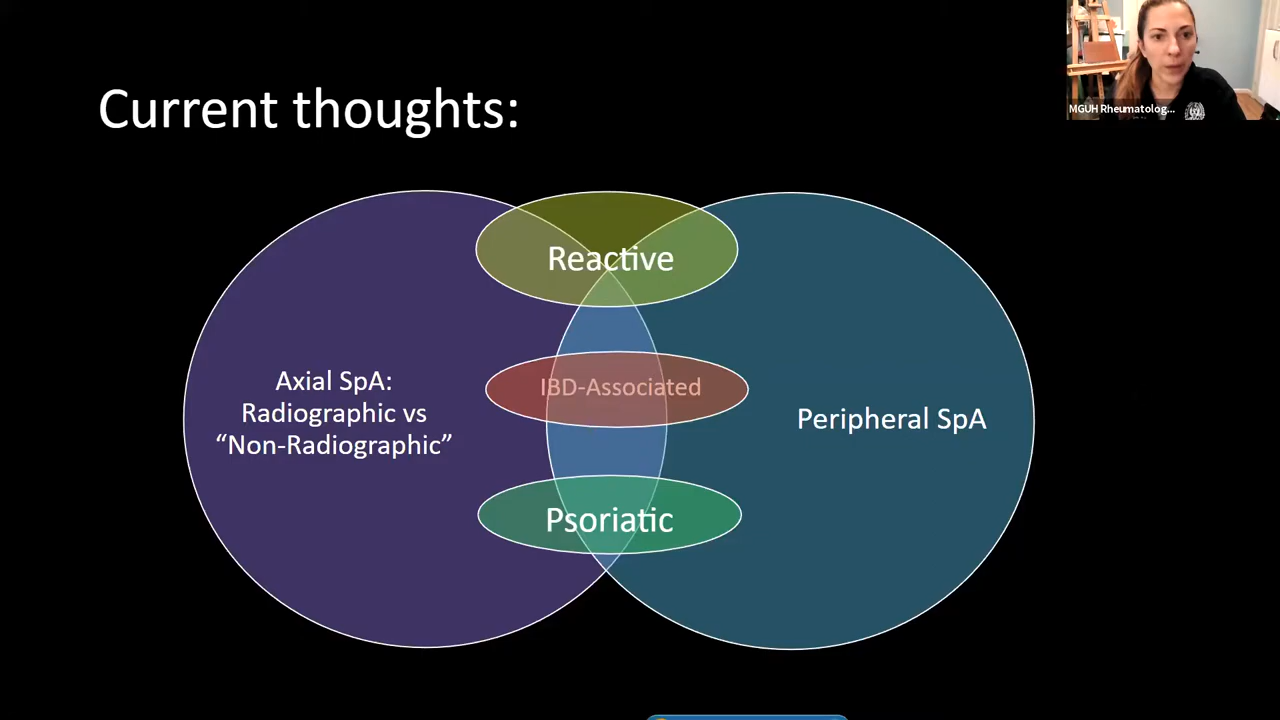 MGUH Rheumatolog...
Current thoughts:
Reactive
Axial SpA:
Radiographic vs
“Non-Radiographic”
IBD-Associated
Peripheral SpA
Psoriatic